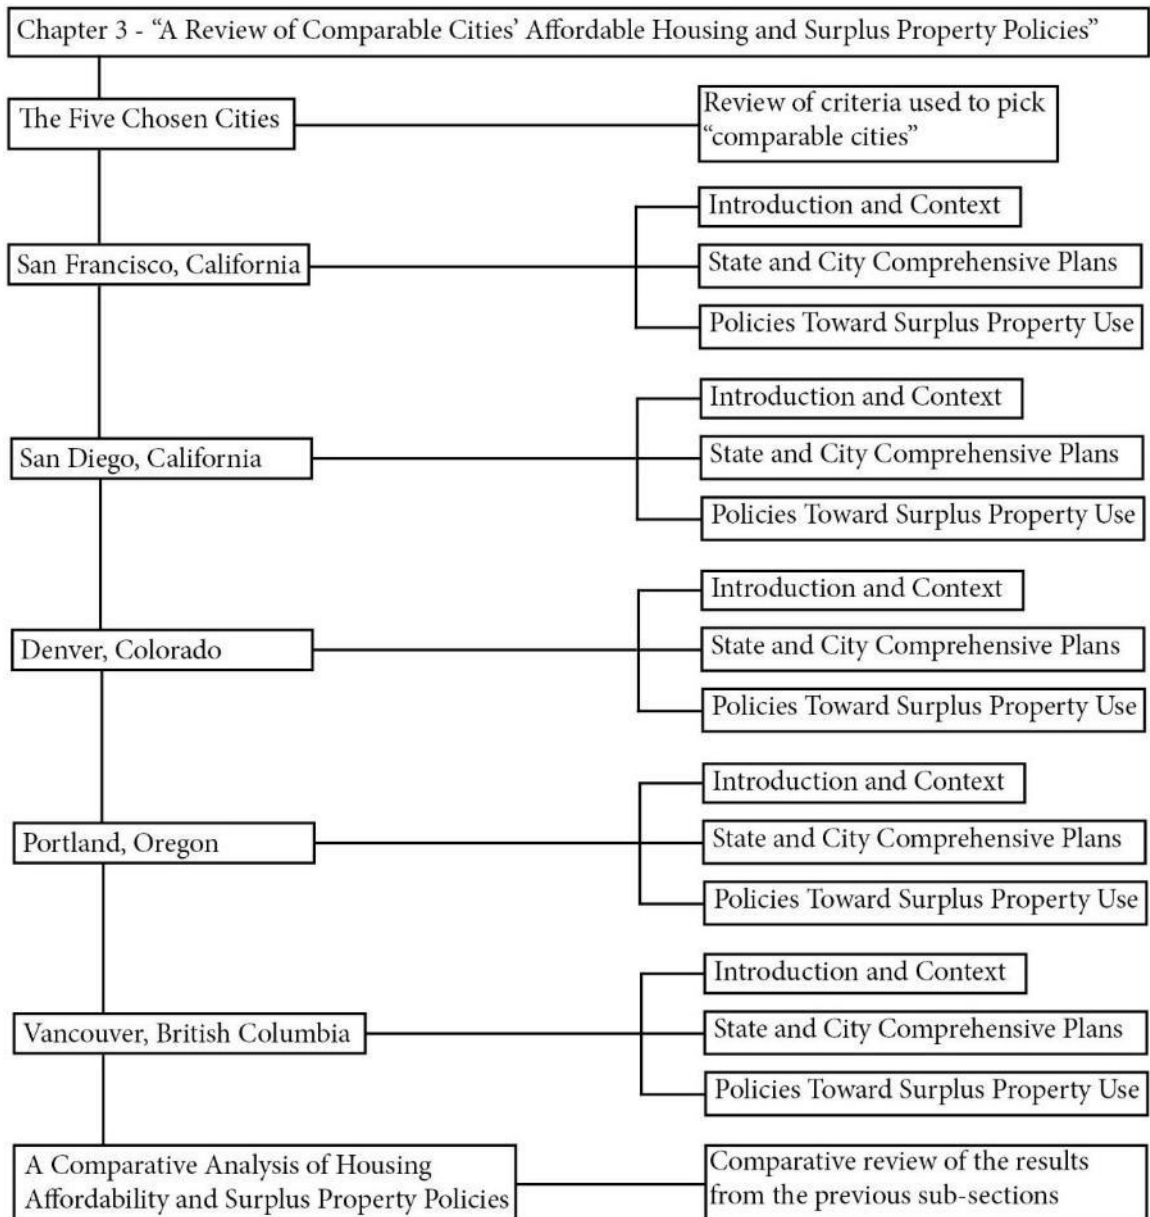 Chapter 3 - “A Review of Comparable Cities’ Affordable Housing and Surplus Property Policies”
The Five Chosen Cities
Review of criteria used to pick
“comparable cities”
San Francisco, California
Introduction and Context
State and City Comprehensive Plans
Policies Toward Surplus Property Use
San Diego, California
Introduction and Context
State and City Comprehensive Plans
Policies Toward Surplus Property Use
Denver, Colorado
Introduction and Context
State and City Comprehensive Plans
Policies Toward Surplus Property Use
Portland, Oregon
Introduction and Context
State and City Comprehensive Plans
Policies Toward Surplus Property Use
Vancouver, British Columbia
Introduction and Context
State and City Comprehensive Plans
Policies Toward Surplus Property Use
A Comparative Analysis of Housing
Affordability and Surplus Property Policies
Comparative review of the results
from the previous sub-sections